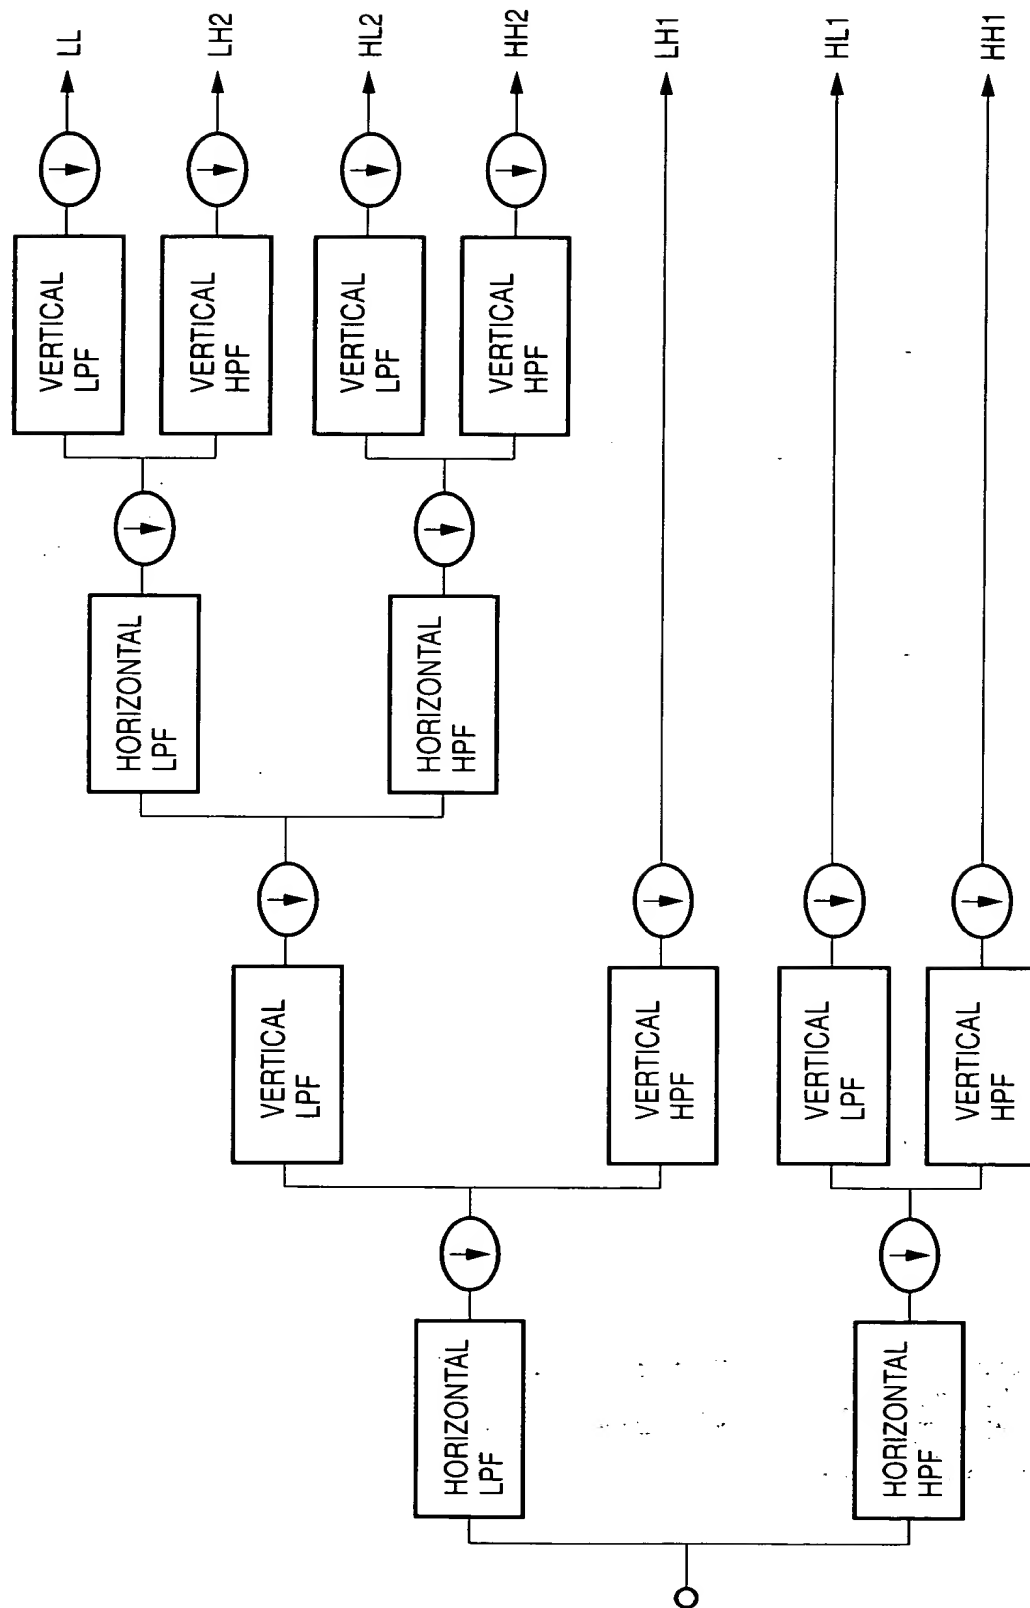 HORIZONTAL
LPF
HORIZONTAL
HPF
VERTICAL
LPF
VERTICAL
HPF
VERTICAL
LPF
VERTICAL
HPF
HORIZONTAL
LPF
HORIZONTAL
HPF
VERTICAL
LPF
VERTICAL
HPF
VERTICAL
LPF
VERTICAL
HPF
LL
LH2
HL2
HH2
LH1
HL1
HH1